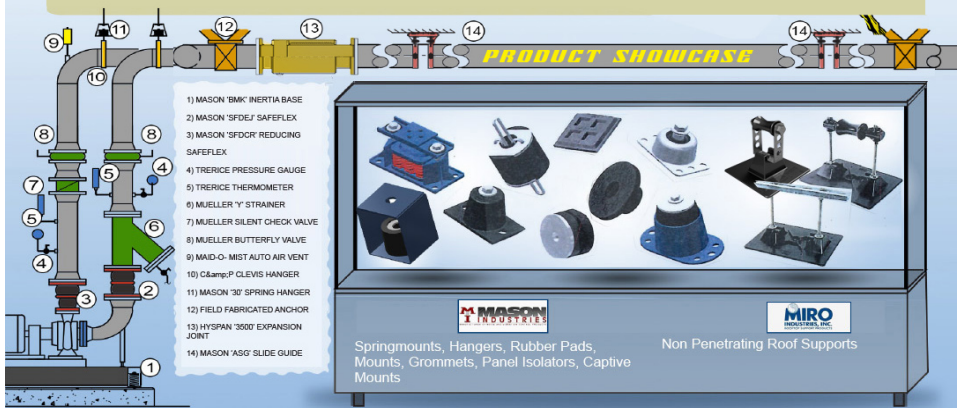 11
12
13
14
14
9
PRODUCT SHOWCASE
10
8
8
7
5
4
5
6
4
3
2
1
1) MASON 'BMK' INERTIA BASE
2) MASON 'SFDEJ' SAFEFLEX
3) MASON 'SFDCR' REDUCING
SAFEFLEX
4) TRERICE PRESSURE GAUGE
5) TRERICE THERMOMETER
6) MUELLER 'Y' STRAINER
7) MUELLER SILENT CHECK VALVE
8) MUELLER BUTTERFLY VALVE
9) MAID-O- MIST AUTO AIR VENT
10) C&amp;P CLEVIS HANGER
11) MASON '30' SPRING HANGER
12) FIELD FABRICATED ANCHOR
13) HYSPAN '3500' EXPANSION
JOINT
14) MASON 'ASG' SLIDE GUIDE
MASON
INDUSTRIES
Springmounts, Hangers, Rubber Pads,
Mounts, Grommets, Panel Isolators, Captive
Mounts
MIRO
INDUSTRIES, INC.
Non Penetrating Roof Supports